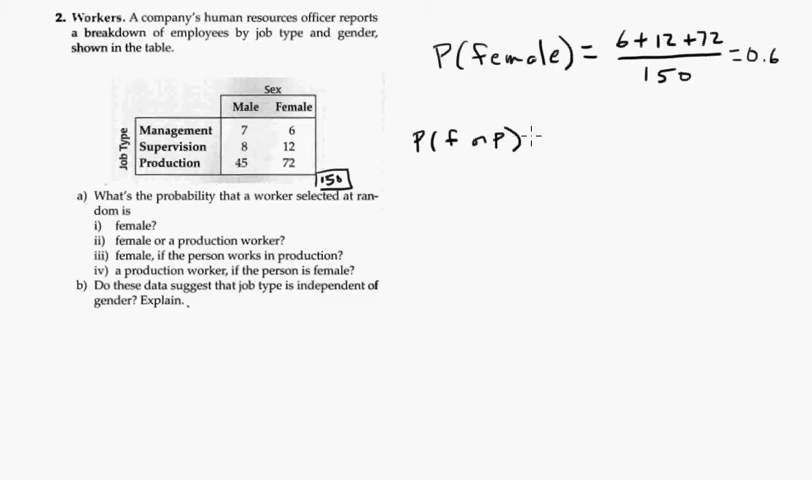 2. Workers. A company's human resources officer reports
a breakdown of employees by job type and gender,
shown in the table.
Sex
Male Female
Job Type
Management 7 6
Supervision 8 12
Production 45 72
150
a) What's the probability that a worker selected at ran-
dom is
i) female?
ii) female or a production worker?
iii) female, if the person works in production?
iv) a production worker, if the person is female?
b) Do these data suggest that job type is independent of
gender? Explain.
P(female) = 6+12+72 / 150 = 0.6
P(f ∩ P)